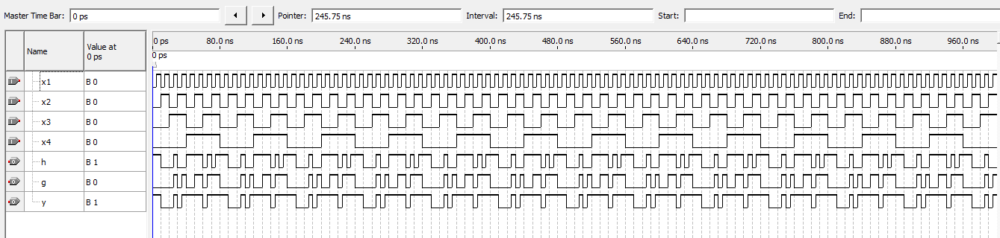 Master Time Bar: 0 ps Pointer: 245.75 ns Interval: 245.75 ns Start: End:
Name Value at 0 ps
0 ps 80.0 ns 160.0 ns 240.0 ns 320.0 ns 400.0 ns 480.0 ns 560.0 ns 640.0 ns 720.0 ns 800.0 ns 880.0 ns 960.0 ns
0 ps
x1 B 0
x2 B 0
x3 B 0
x4 B 0
h B 1
g B 0
y B 1